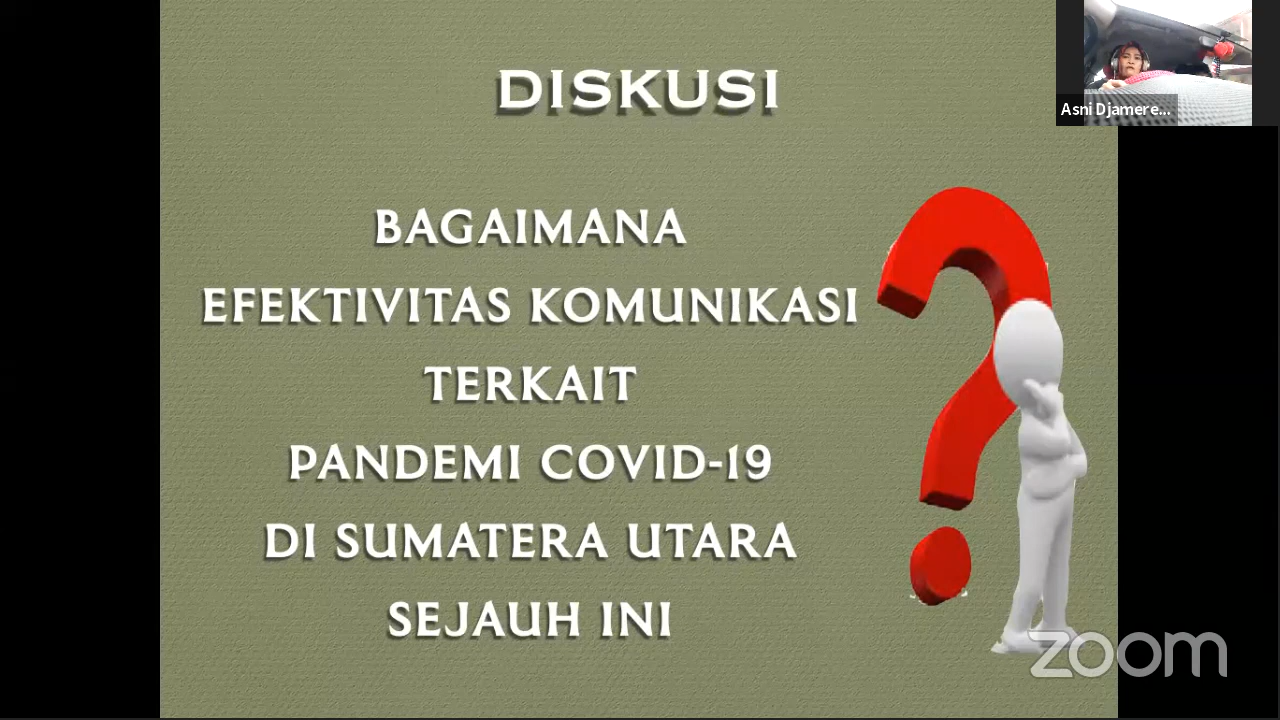 DISKUSI
Asni Djamere...
BAGAIMANA
EFEKTIVITAS KOMUNIKASI
TERKAIT
PANDEMI COVID-19
DI SUMATERA UTARA
SEJAUH INI
zoom